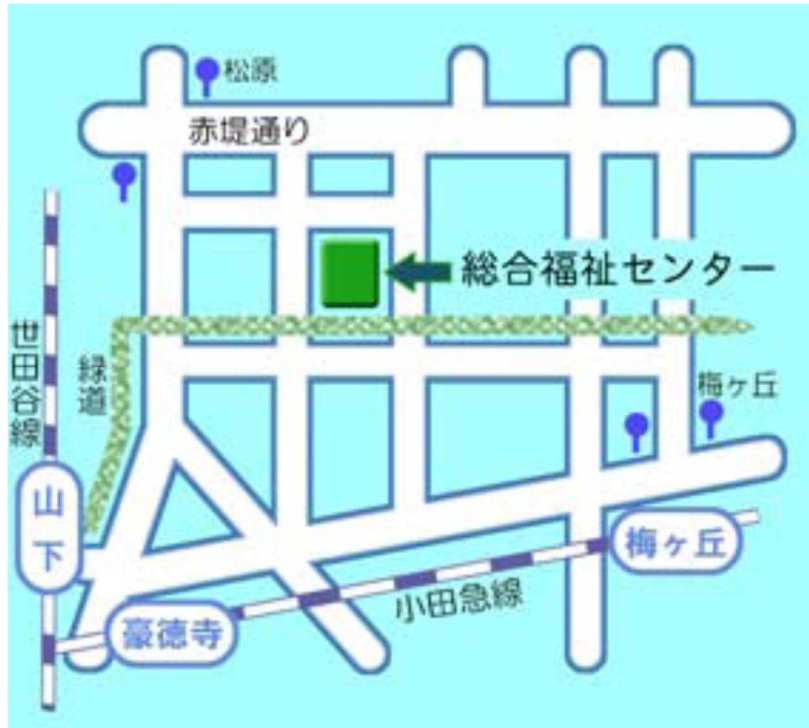 松原
赤堤通り
総合福祉センター
世田谷線
緑道
梅ヶ丘
山下
梅ヶ丘
小田急線
豪徳寺